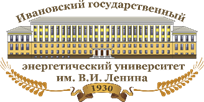 Ивановский государственный
энергетический университет
им. В.И. Ленина
1930